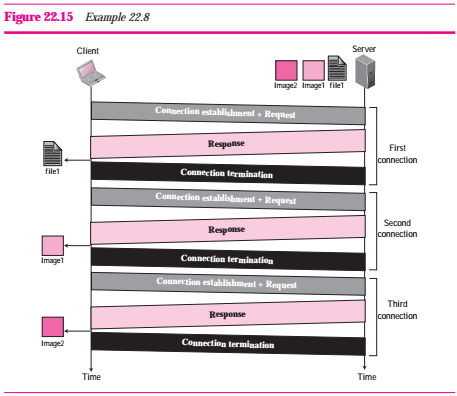 Figure 22.15 Example 22.8
Client
Server
Image2 Image1 file1
Connection establishment + Request
Response
First
connection
file1
Connection termination
Connection establishment + Request
Response
Second
connection
Image1
Connection termination
Connection establishment + Request
Response
Third
connection
Image2
Connection termination
Time
Time